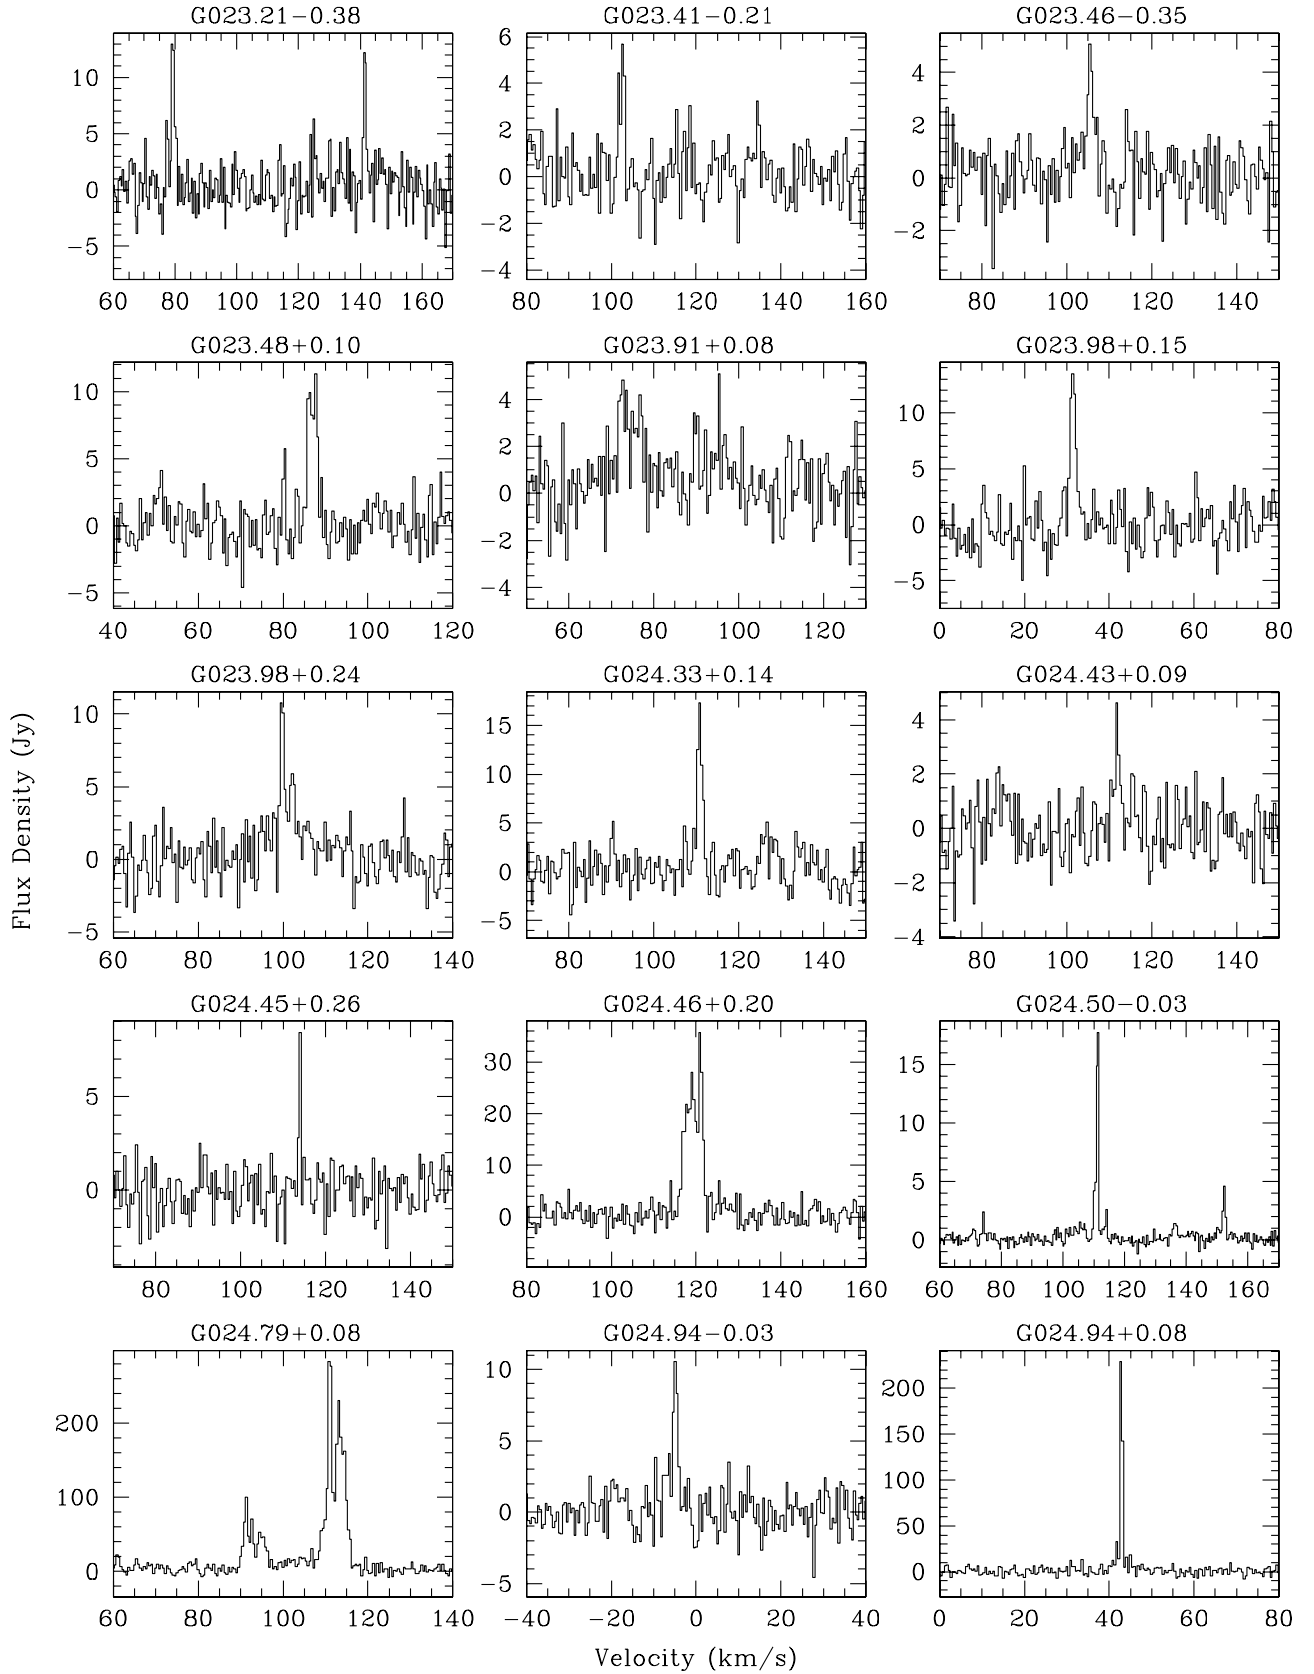 G023.21−0.38 G023.41−0.21 G023.46−0.35
10 5 0 −5
60 80 100 120 140 160
6 4 2 0 −2 −4
80 100 120 140 160
4 2 0 −2
80 100 120 140
G023.48+0.10 G023.91+0.08 G023.98+0.15
10 5 0 −5
40 60 80 100 120
4 2 0 −2 −4
60 80 100 120
10 5 0 −5
0 20 40 60 80
G023.98+0.24 G024.33+0.14 G024.43+0.09
10 5 0 −5
60 80 100 120 140
15 10 5 0 −5
80 100 120 140
4 2 0 −2 −4
80 100 120 140
G024.45+0.26 G024.46+0.20 G024.50−0.03
5 0
80 100 120 140
30 20 10 0
80 100 120 140 160
15 10 5 0
60 80 100 120 140 160
G024.79+0.08 G024.94−0.03 G024.94+0.08
200 100 0
60 80 100 120 140
10 5 0 −5
−40 −20 0 20 40
200 150 100 50 0
0 20 40 60 80
Flux Density (Jy)
Velocity (km/s)